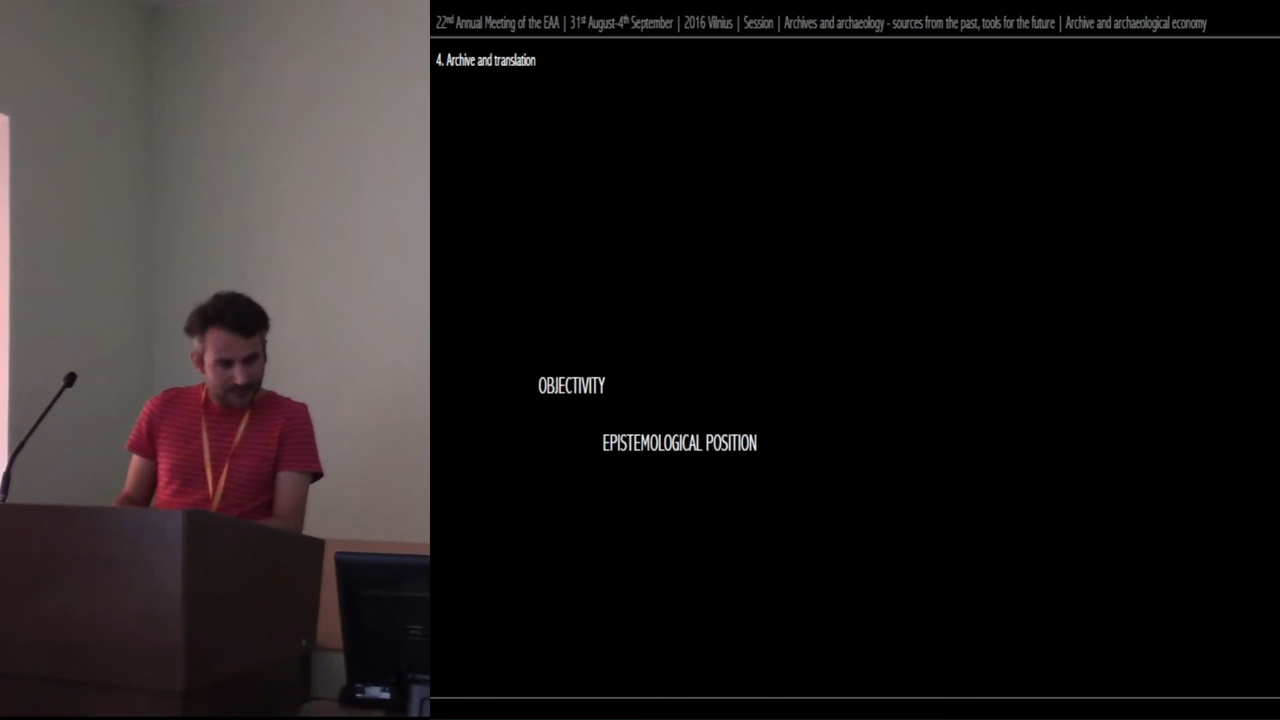 22nd Annual Meeting of the EAA | 31st August-4th September | 2016 Vilnius | Session | Archives and archaeology - sources from the past, tools for the future | Archive and archaeological economy
4. Archive and translation
OBJECTIVITY
EPISTEMOLOGICAL POSITION